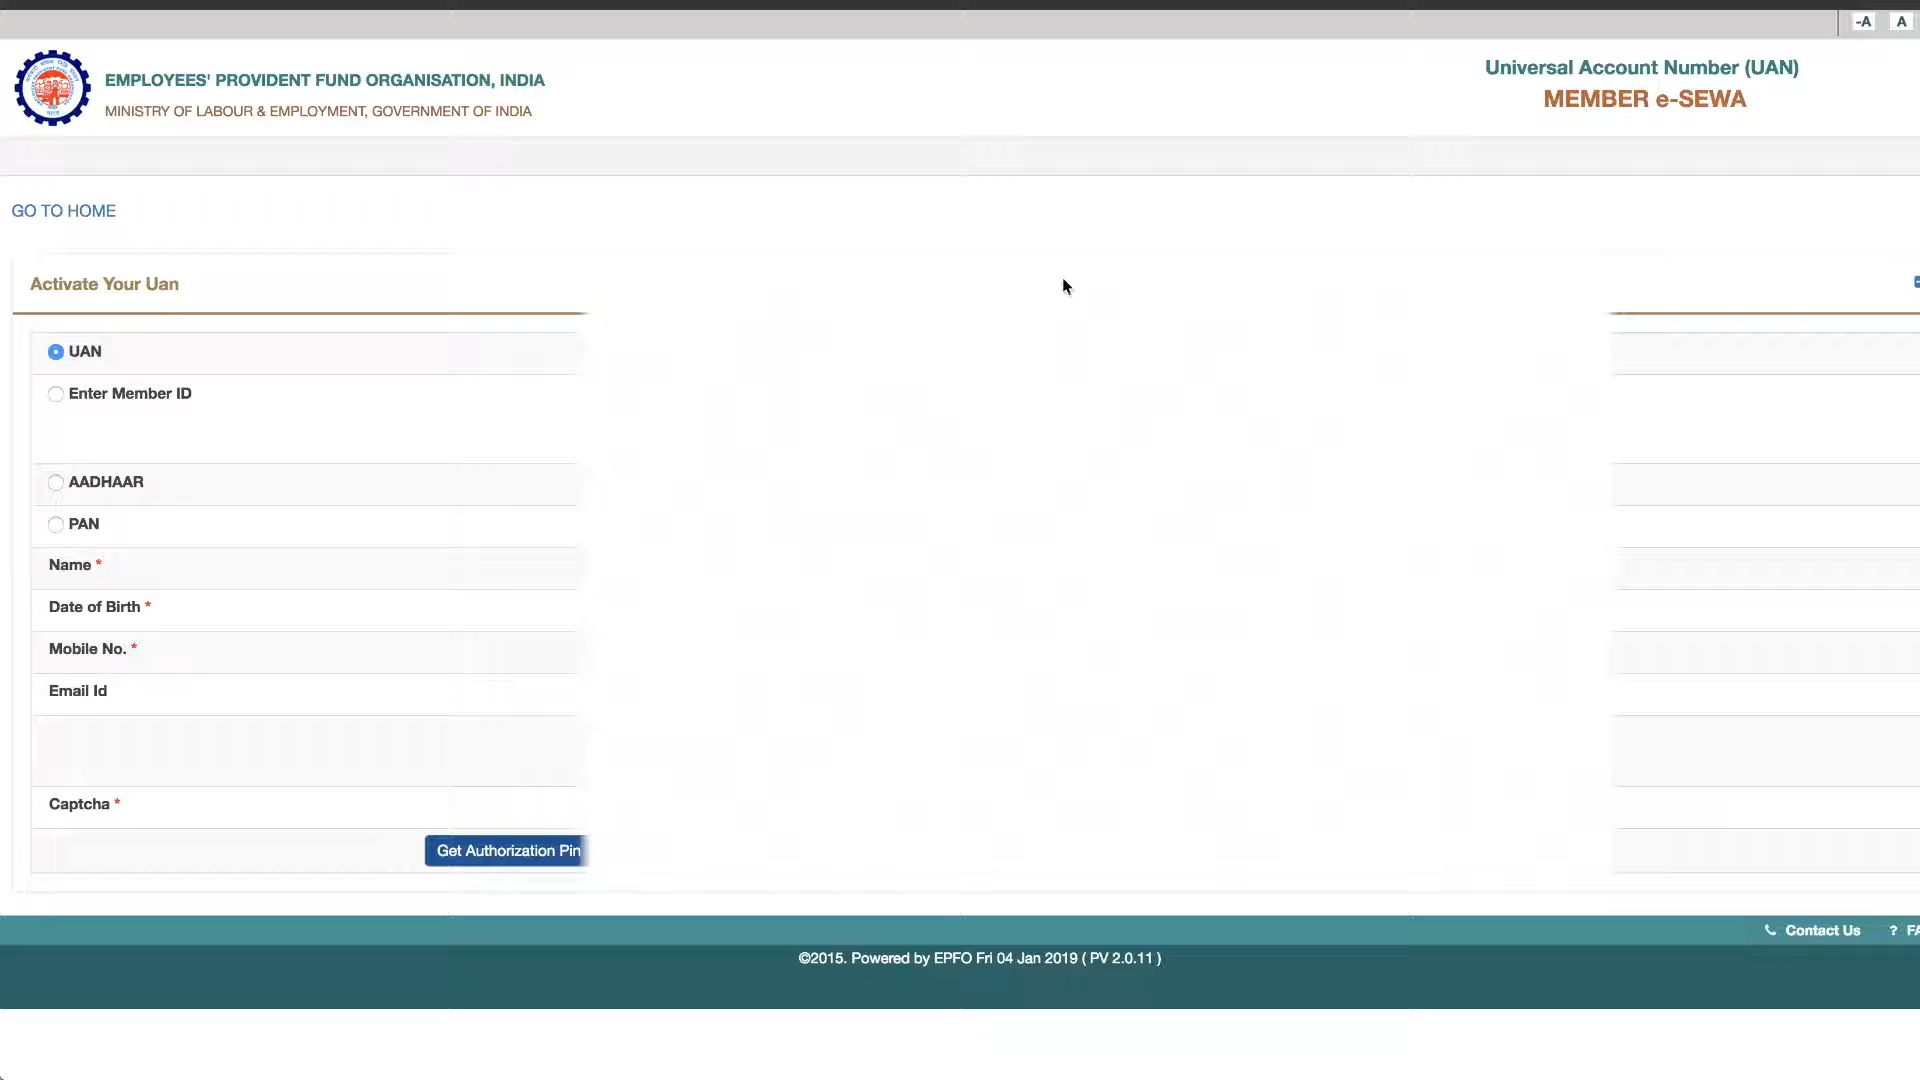 -A A
EMPLOYEES' PROVIDENT FUND ORGANISATION, INDIA
MINISTRY OF LABOUR & EMPLOYMENT, GOVERNMENT OF INDIA
Universal Account Number (UAN)
MEMBER e-SEWA
GO TO HOME
Activate Your Uan
UAN
Enter Member ID
AADHAAR
PAN
Name *
Date of Birth *
Mobile No. *
Email Id
Captcha *
Get Authorization Pin
Contact Us ? FA
©2015. Powered by EPFO Fri 04 Jan 2019 ( PV 2.0.11 )